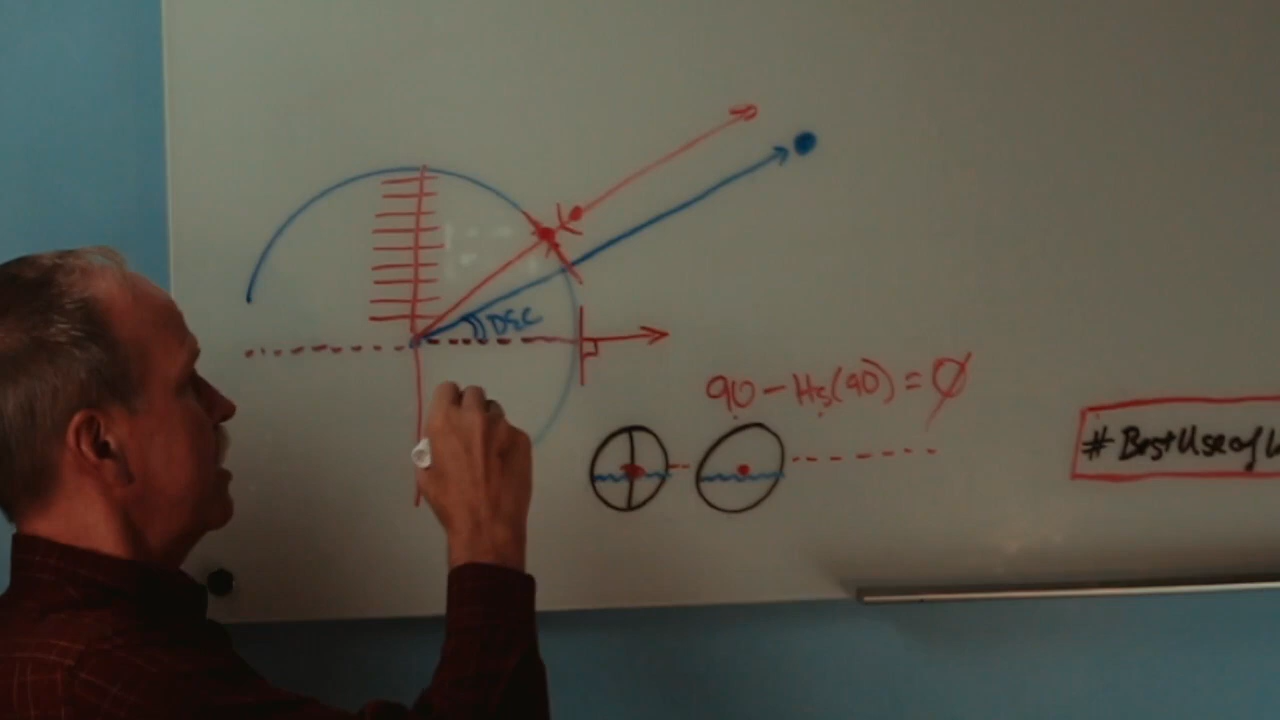 DEC
90 - Hs(90) = Ø
#BestUseof